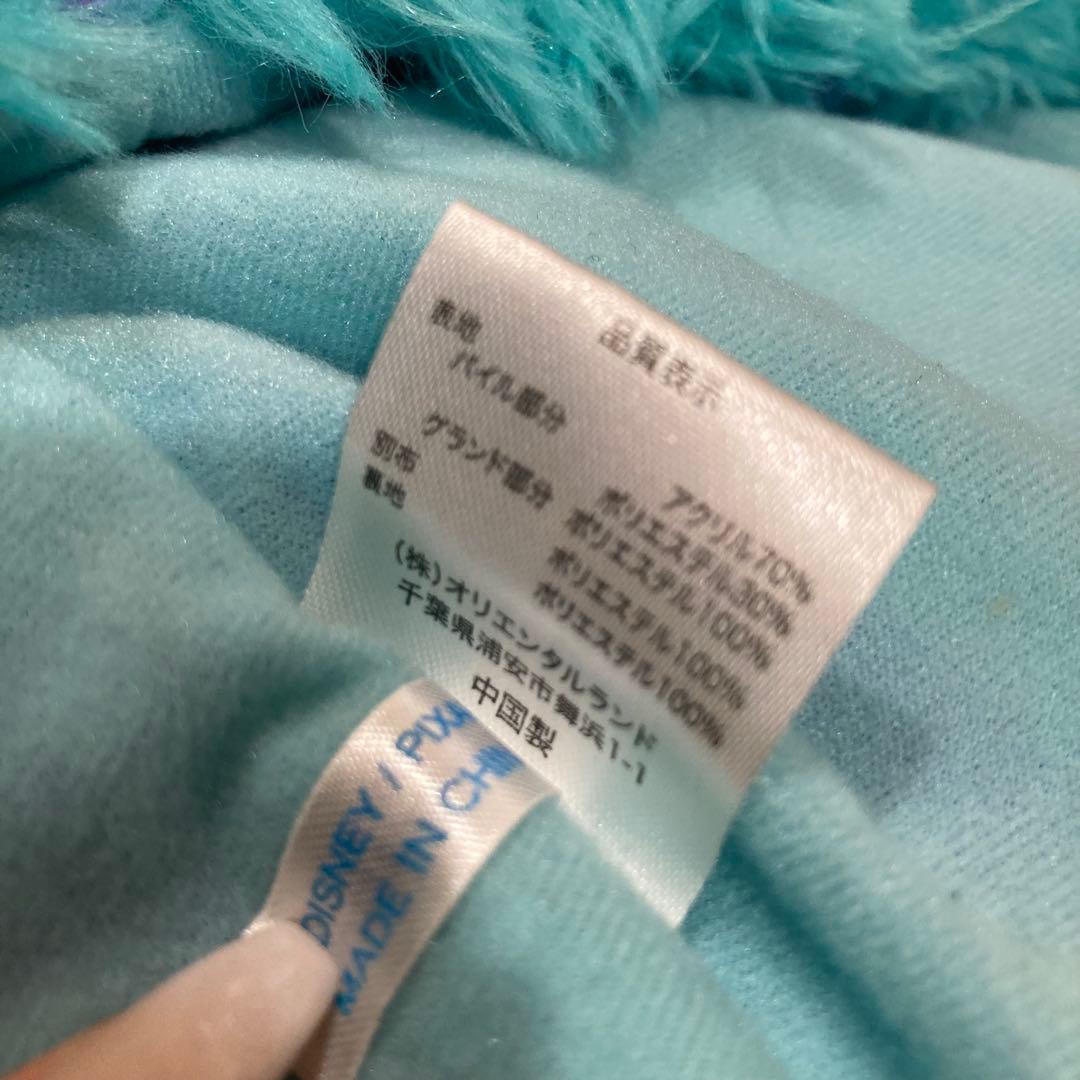 品質表示
表地
パイル部分 アクリル70%
ポリエステル30%
グランド部分 ポリエステル100%
別布 ポリエステル100%
裏地 ポリエステル100%
(株)オリエンタルランド
千葉県浦安市舞浜1-1
中国製
DISNEY / PIX
MADE IN CH